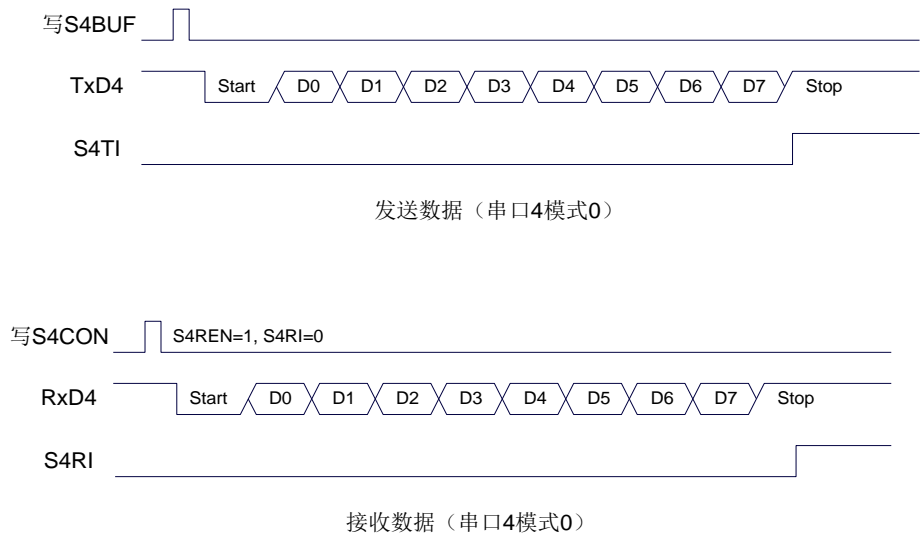 写S4BUF
TxD4 Start D0 D1 D2 D3 D4 D5 D6 D7 Stop
S4TI
发送数据（串口4模式0）
写S4CON S4REN=1, S4RI=0
RxD4 Start D0 D1 D2 D3 D4 D5 D6 D7 Stop
S4RI
接收数据（串口4模式0）